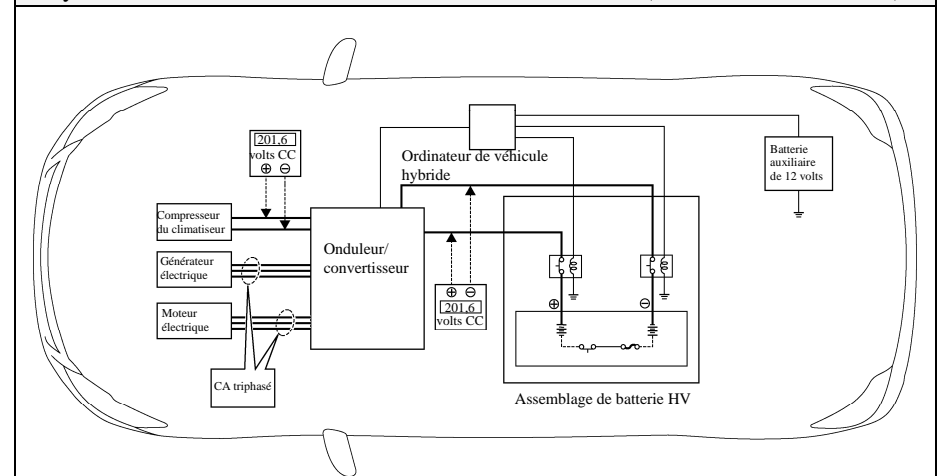 201,6
volts CC
⊕ ⊖
Ordinateur de véhicule
hybride
Batterie
auxiliaire
de 12 volts
Compresseur
du climatiseur
Générateur
électrique
Moteur
électrique
Onduleur/
convertisseur
⊕ ⊖
201,6
volts CC
⊕ ⊖
CA triphasé
Assemblage de batterie HV